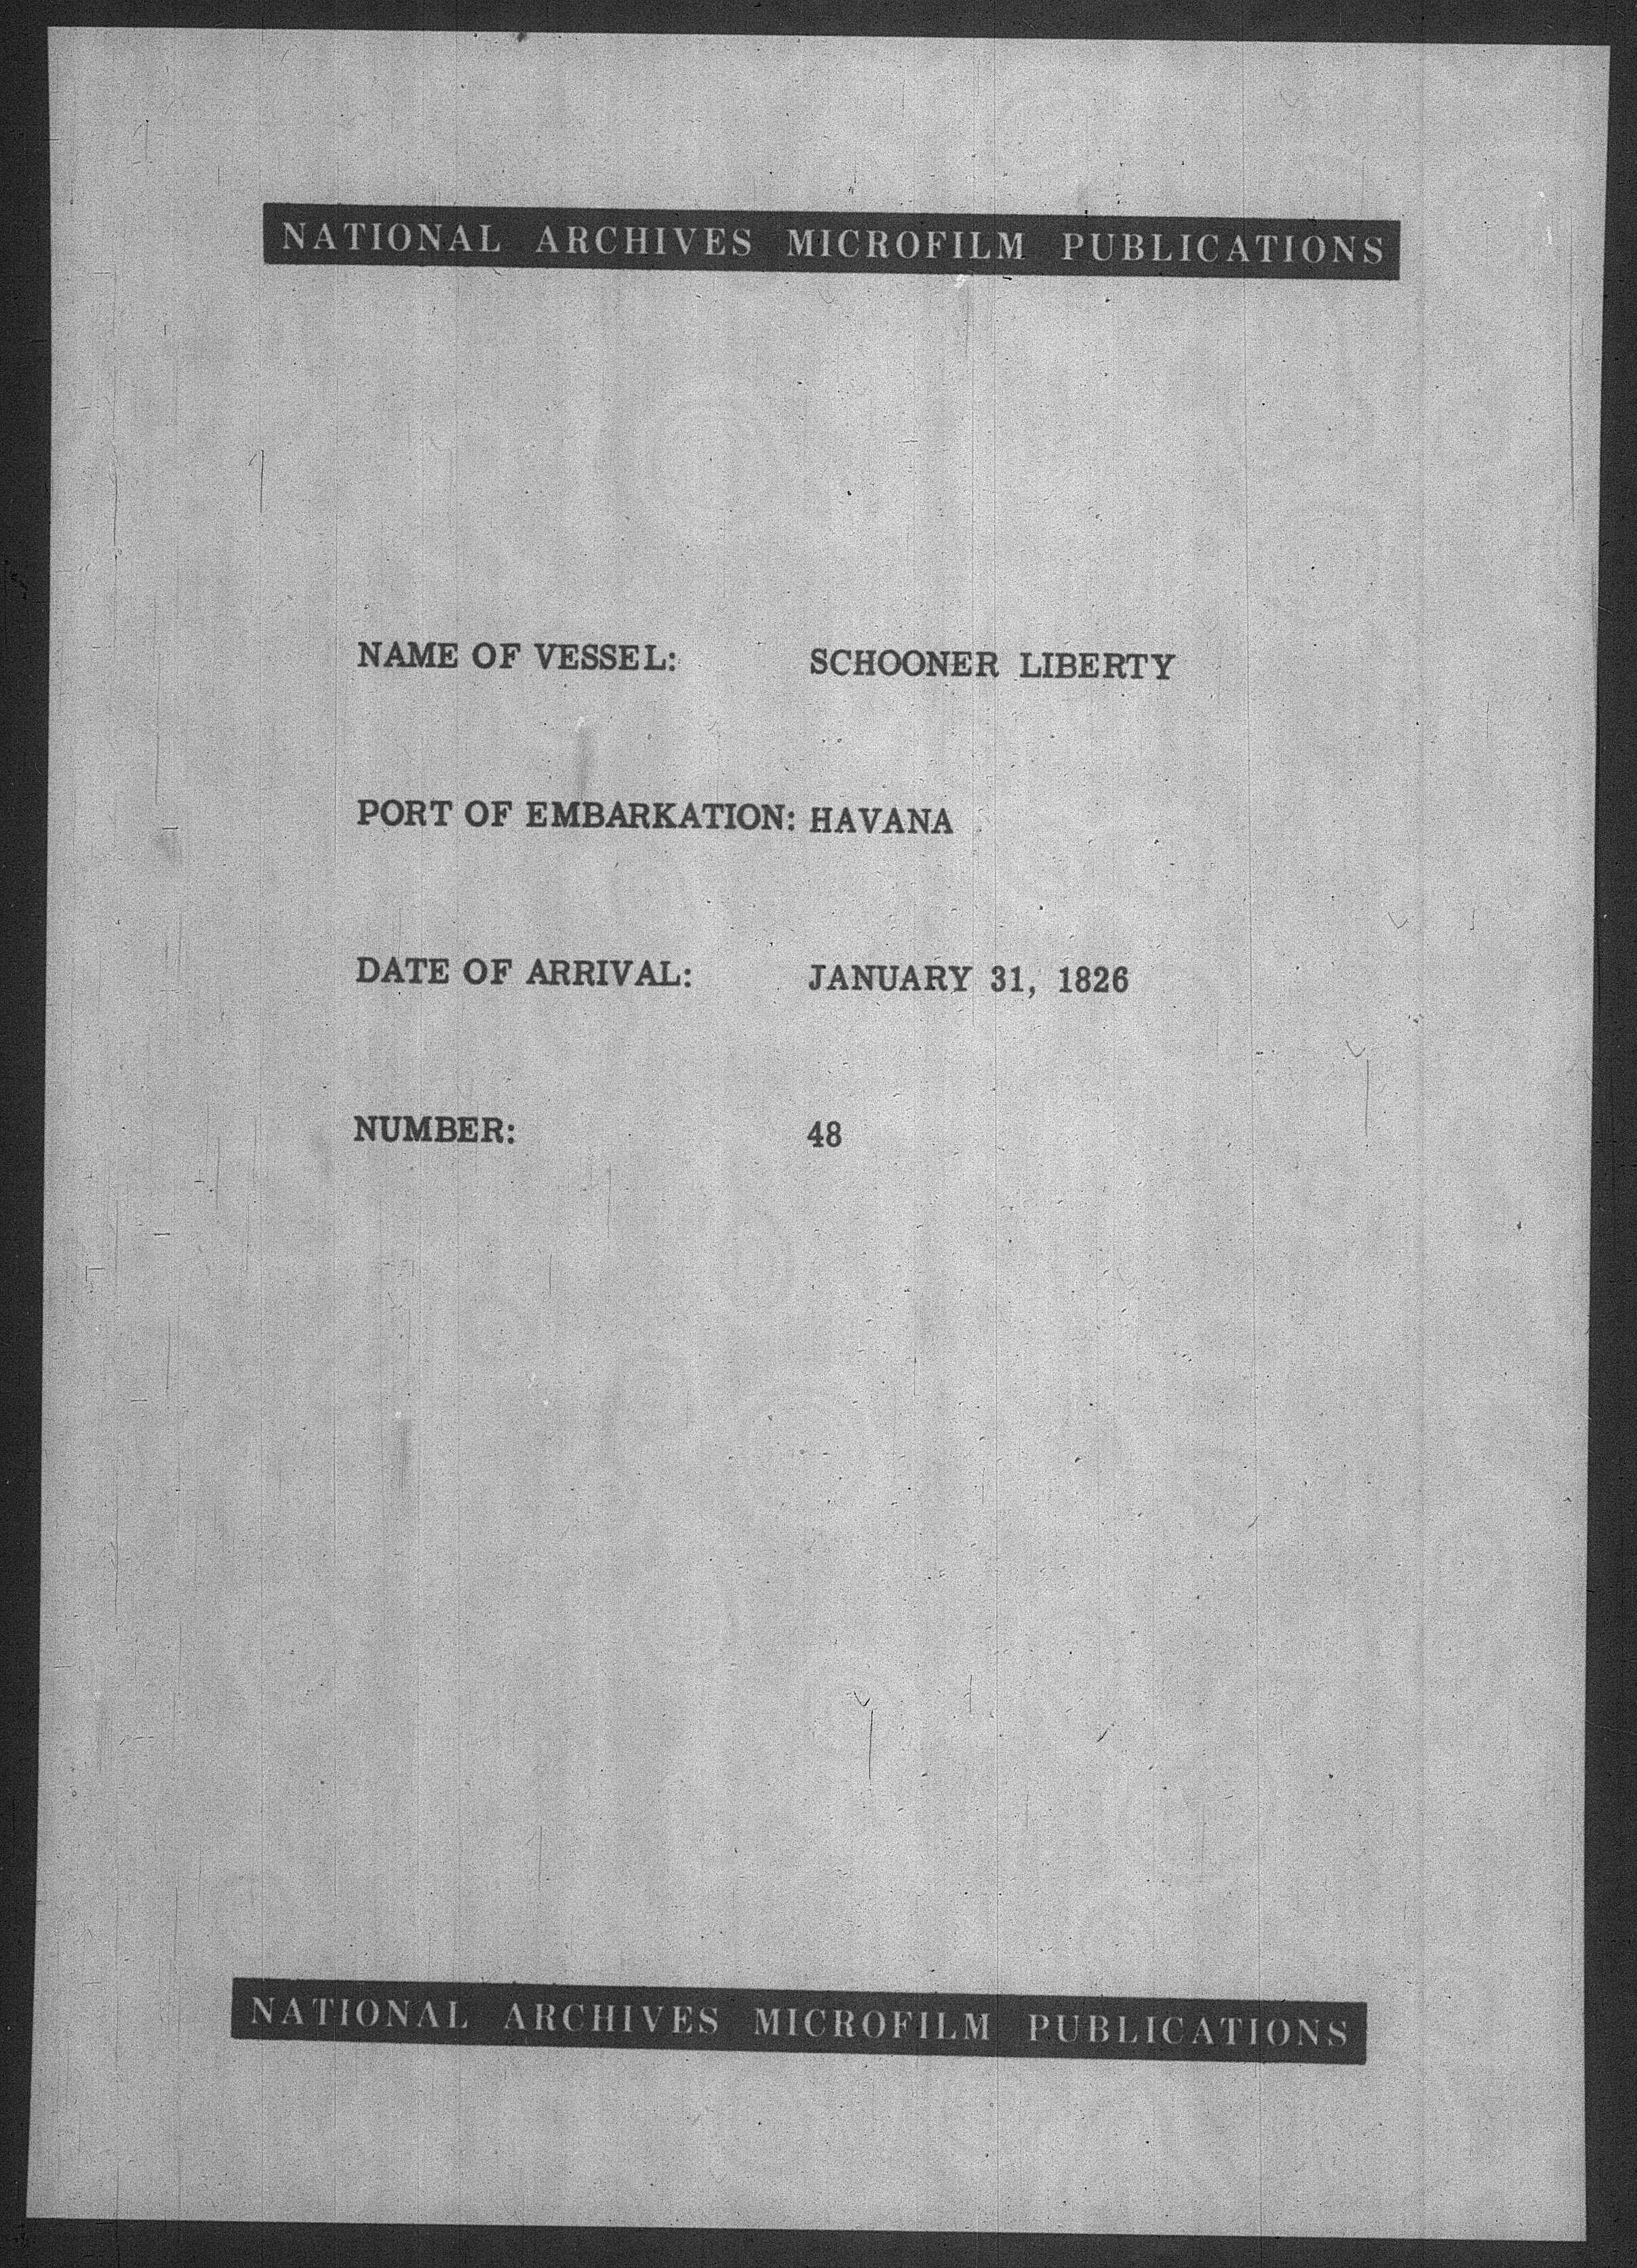 NATIONAL ARCHIVES MICROFILM PUBLICATIONS
NAME OF VESSEL: SCHOONER LIBERTY
PORT OF EMBARKATION: HAVANA
DATE OF ARRIVAL: JANUARY 31, 1826
NUMBER: 48
NATIONAL ARCHIVES MICROFILM PUBLICATIONS